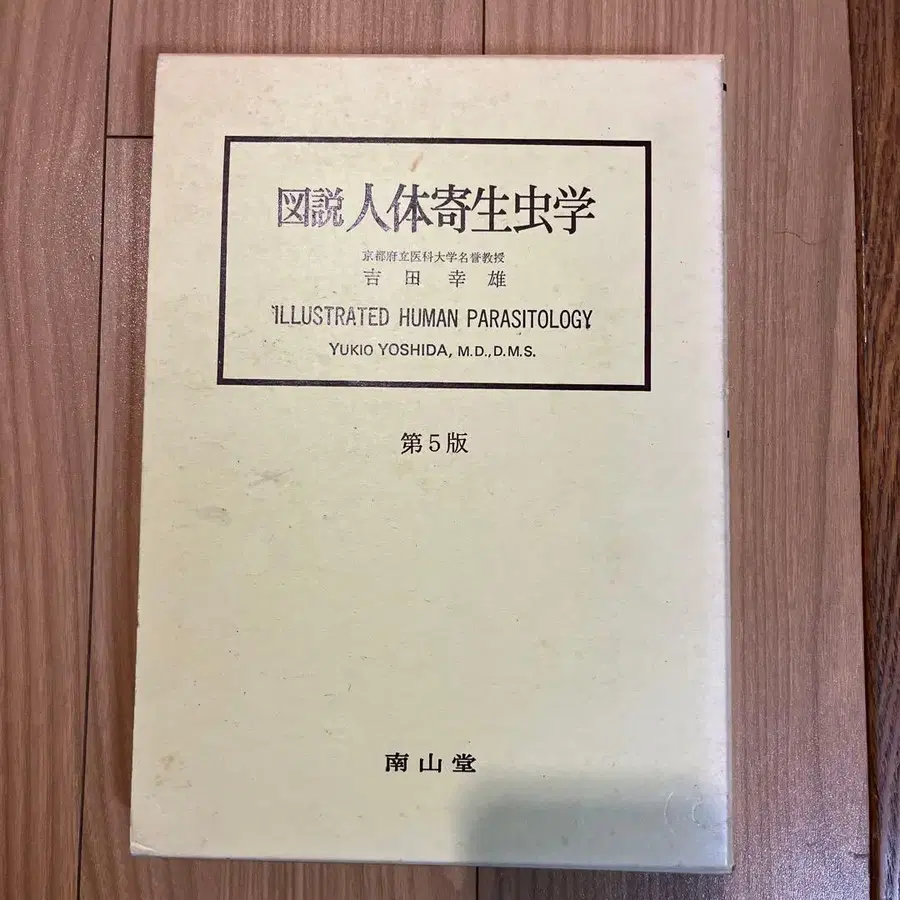 図説 人体寄生虫学
京都府立医科大学名誉教授
吉田幸雄
ILLUSTRATED HUMAN PARASITOLOGY
YUKIO YOSHIDA, M.D., D.M.S.
第5版
南山堂